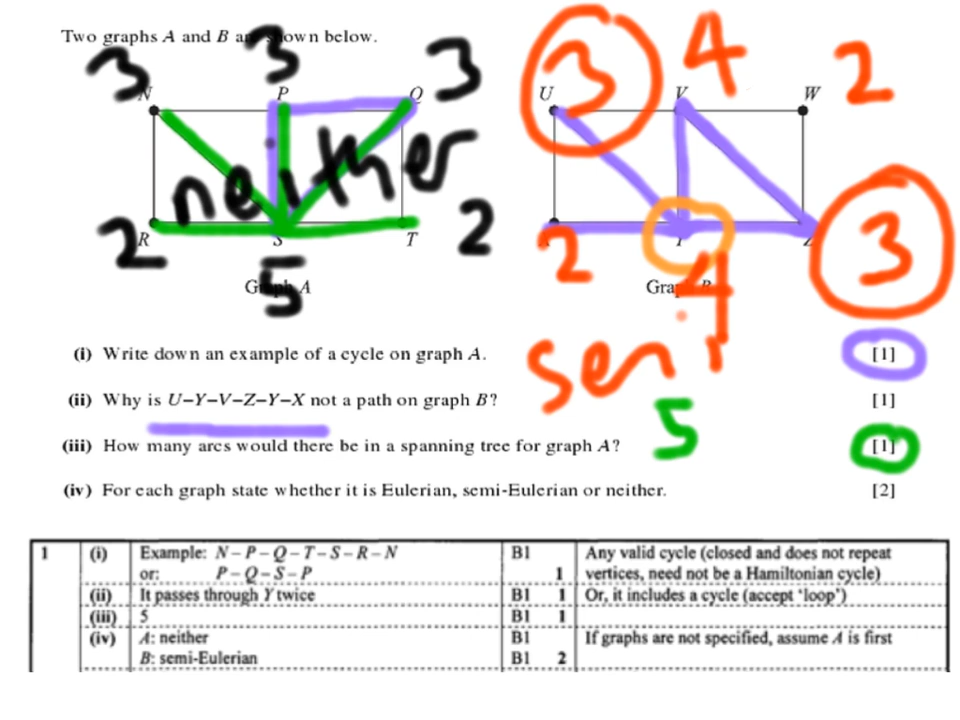 Two graphs A and B are shown below.
3 3 3 3 4 2
N P Q U V W
neither
2 R S T 2 2 Y Z 3
5 4
Graph A Graph B
semi
(i) Write down an example of a cycle on graph A. [1]
(ii) Why is U–Y–V–Z–Y–X not a path on graph B? [1]
5
(iii) How many arcs would there be in a spanning tree for graph A? [1]
(iv) For each graph state whether it is Eulerian, semi-Eulerian or neither. [2]
1 (i) Example: N – P – Q – T – S – R – N B1 Any valid cycle (closed and does not repeat
or: P – Q – S – P 1 vertices, need not be a Hamiltonian cycle)
(ii) It passes through Y twice B1 1 Or, it includes a cycle (accept 'loop')
(iii) 5 B1 1
(iv) A: neither B1 If graphs are not specified, assume A is first
B: semi-Eulerian B1 2